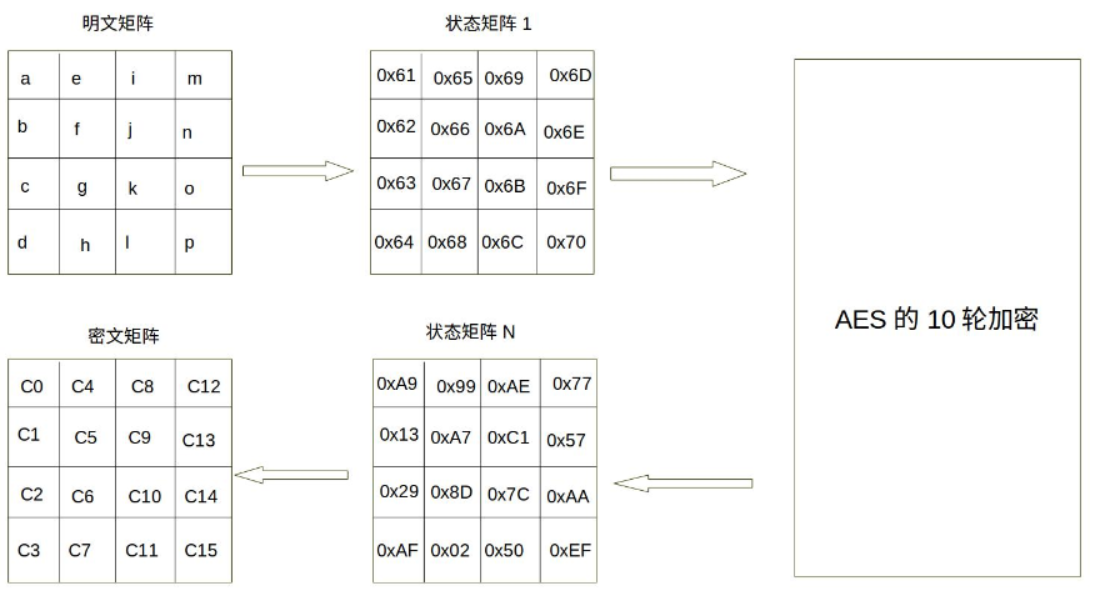 明文矩阵
a e i m
b f j n
c g k o
d h l p
状态矩阵 1
0x61 0x65 0x69 0x6D
0x62 0x66 0x6A 0x6E
0x63 0x67 0x6B 0x6F
0x64 0x68 0x6C 0x70
AES 的 10 轮加密
状态矩阵 N
0xA9 0x99 0xAE 0x77
0x13 0xA7 0xC1 0x57
0x29 0x8D 0x7C 0xAA
0xAF 0x02 0x50 0xEF
密文矩阵
C0 C4 C8 C12
C1 C5 C9 C13
C2 C6 C10 C14
C3 C7 C11 C15